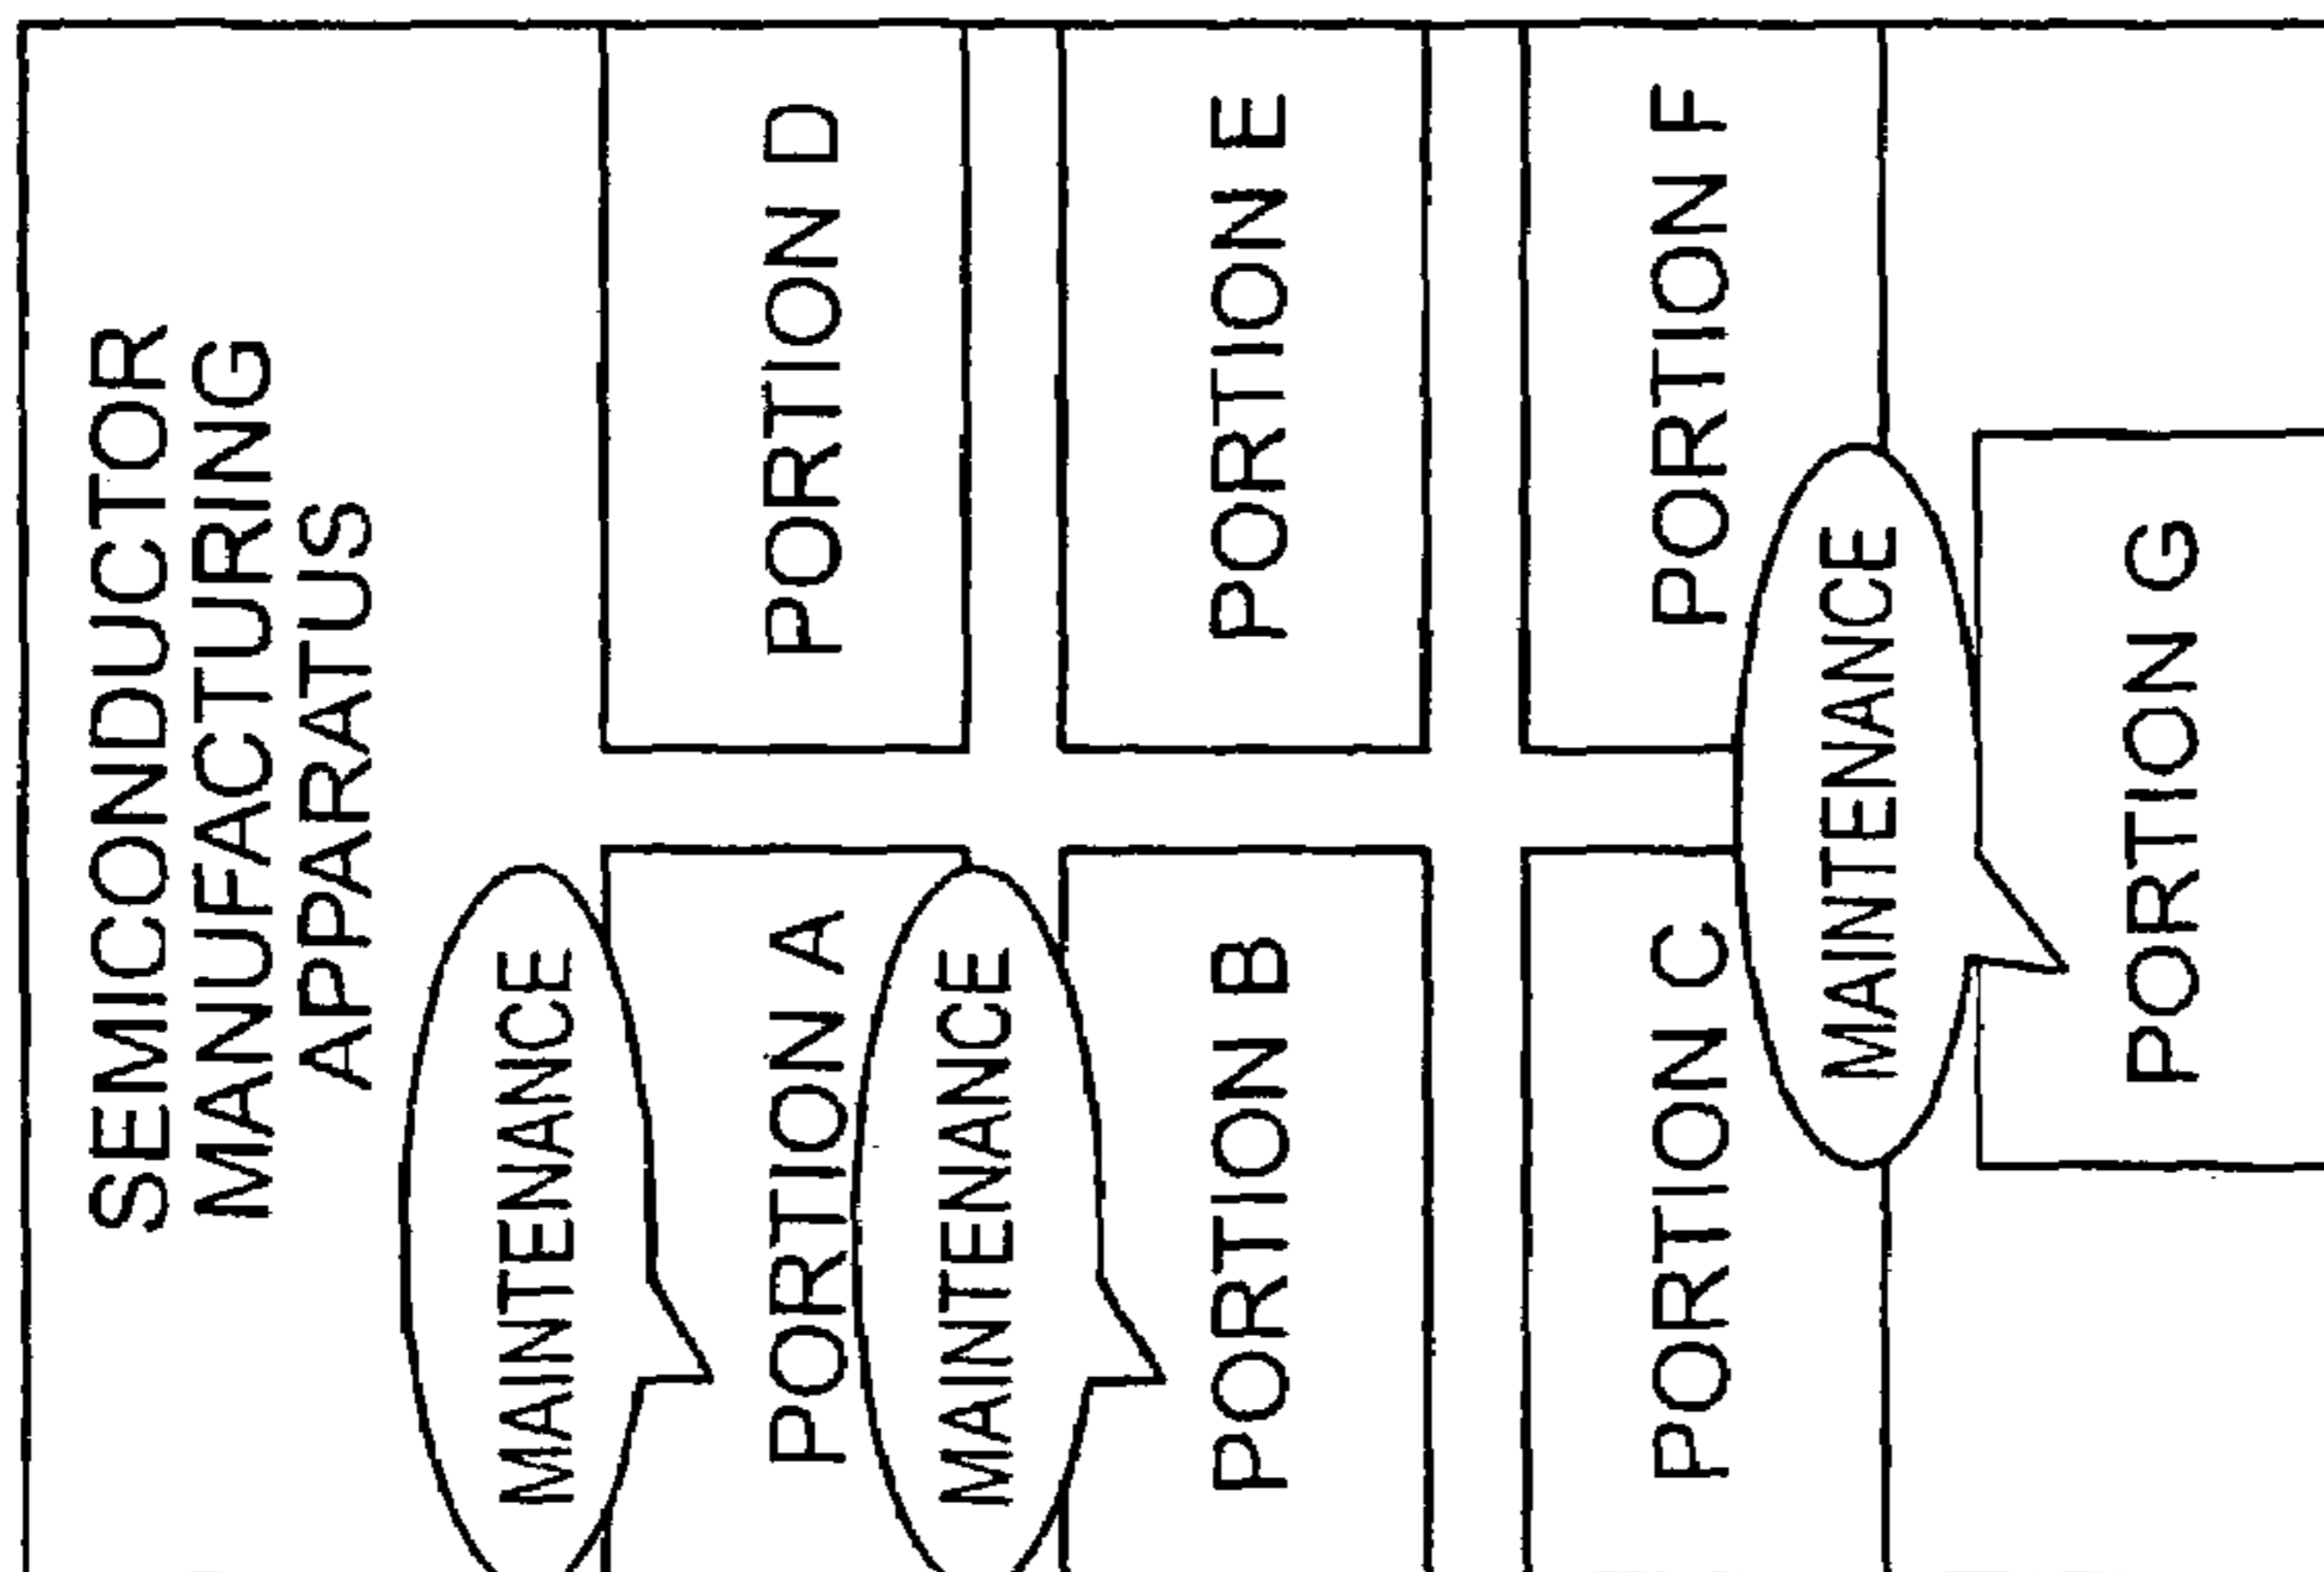 SEMICONDUCTOR
MANUFACTURING
APPARATUS
MAINTENANCE
PORTION A
PORTION D
MAINTENANCE
PORTION B
PORTION E
PORTION C
PORTION F
MAINTENANCE
PORTION G